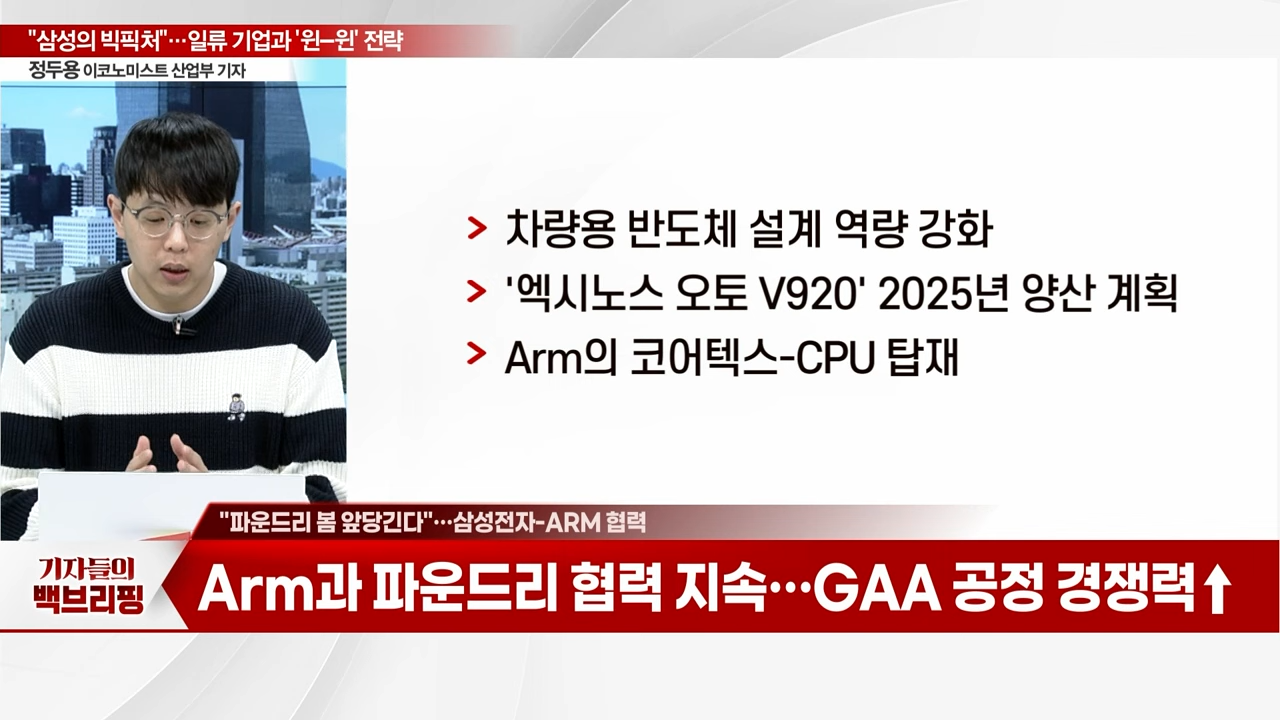 "삼성의 빅픽처"…일류 기업과 '윈–윈' 전략
정두용 이코노미스트 산업부 기자
> 차량용 반도체 설계 역량 강화
> '엑시노스 오토 V920' 2025년 양산 계획
> Arm의 코어텍스-CPU 탑재
"파운드리 봄 앞당긴다"…삼성전자-ARM 협력
기자들의
백브리핑
Arm과 파운드리 협력 지속…GAA 공정 경쟁력↑